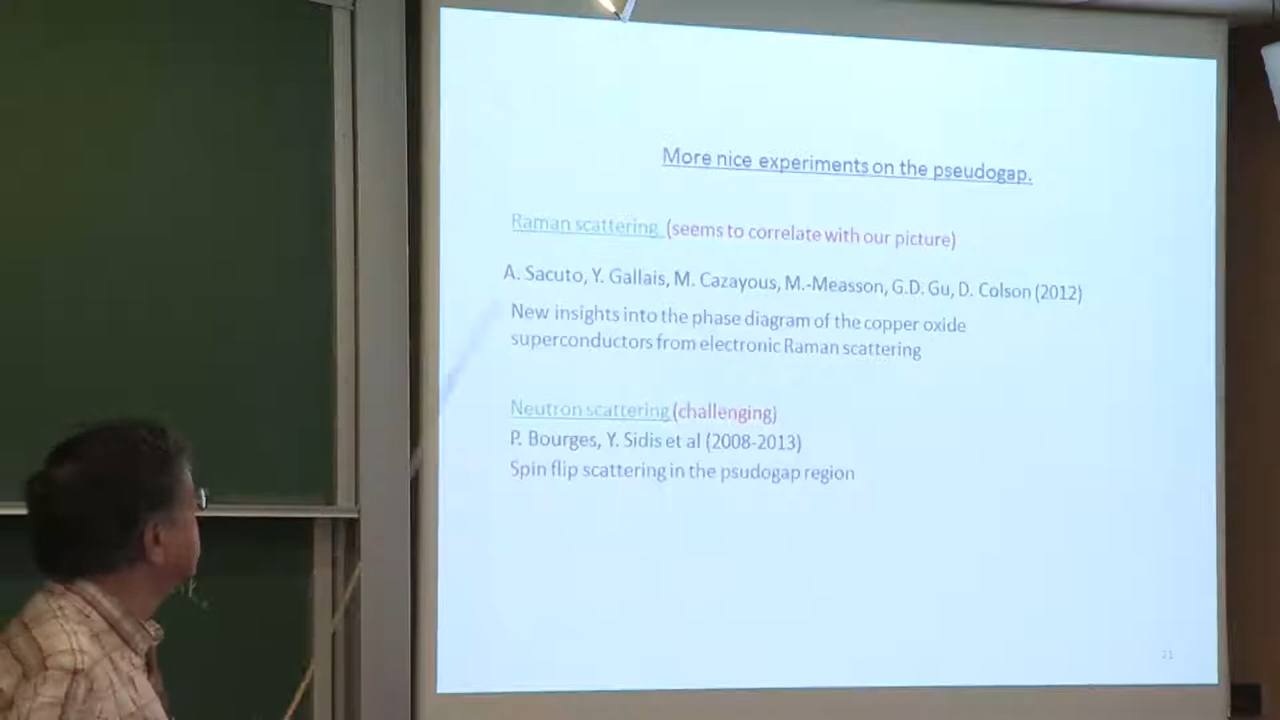 More nice experiments on the pseudogap.
Raman scattering (seems to correlate with our picture)
A. Sacuto, Y. Gallais, M. Cazayous, M.-Measson, G.D. Gu, D. Colson (2012)
New insights into the phase diagram of the copper oxide
superconductors from electronic Raman scattering
Neutron scattering (challenging)
P. Bourges, Y. Sidis et al (2008-2013)
Spin flip scattering in the psudogap region
21